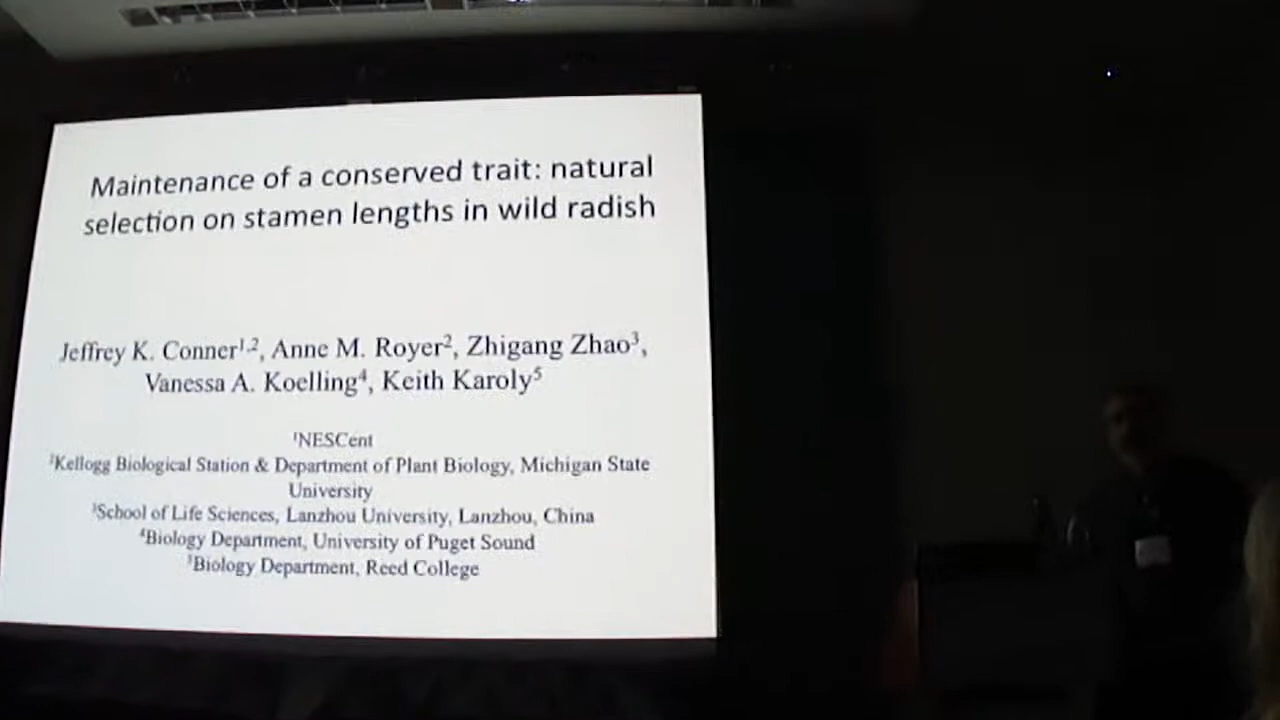 Maintenance of a conserved trait: natural
selection on stamen lengths in wild radish
Jeffrey K. Conner¹,², Anne M. Royer², Zhigang Zhao³,
Vanessa A. Koelling⁴, Keith Karoly⁵
¹NESCent
²Kellogg Biological Station & Department of Plant Biology, Michigan State
University
³School of Life Sciences, Lanzhou University, Lanzhou, China
⁴Biology Department, University of Puget Sound
⁵Biology Department, Reed College